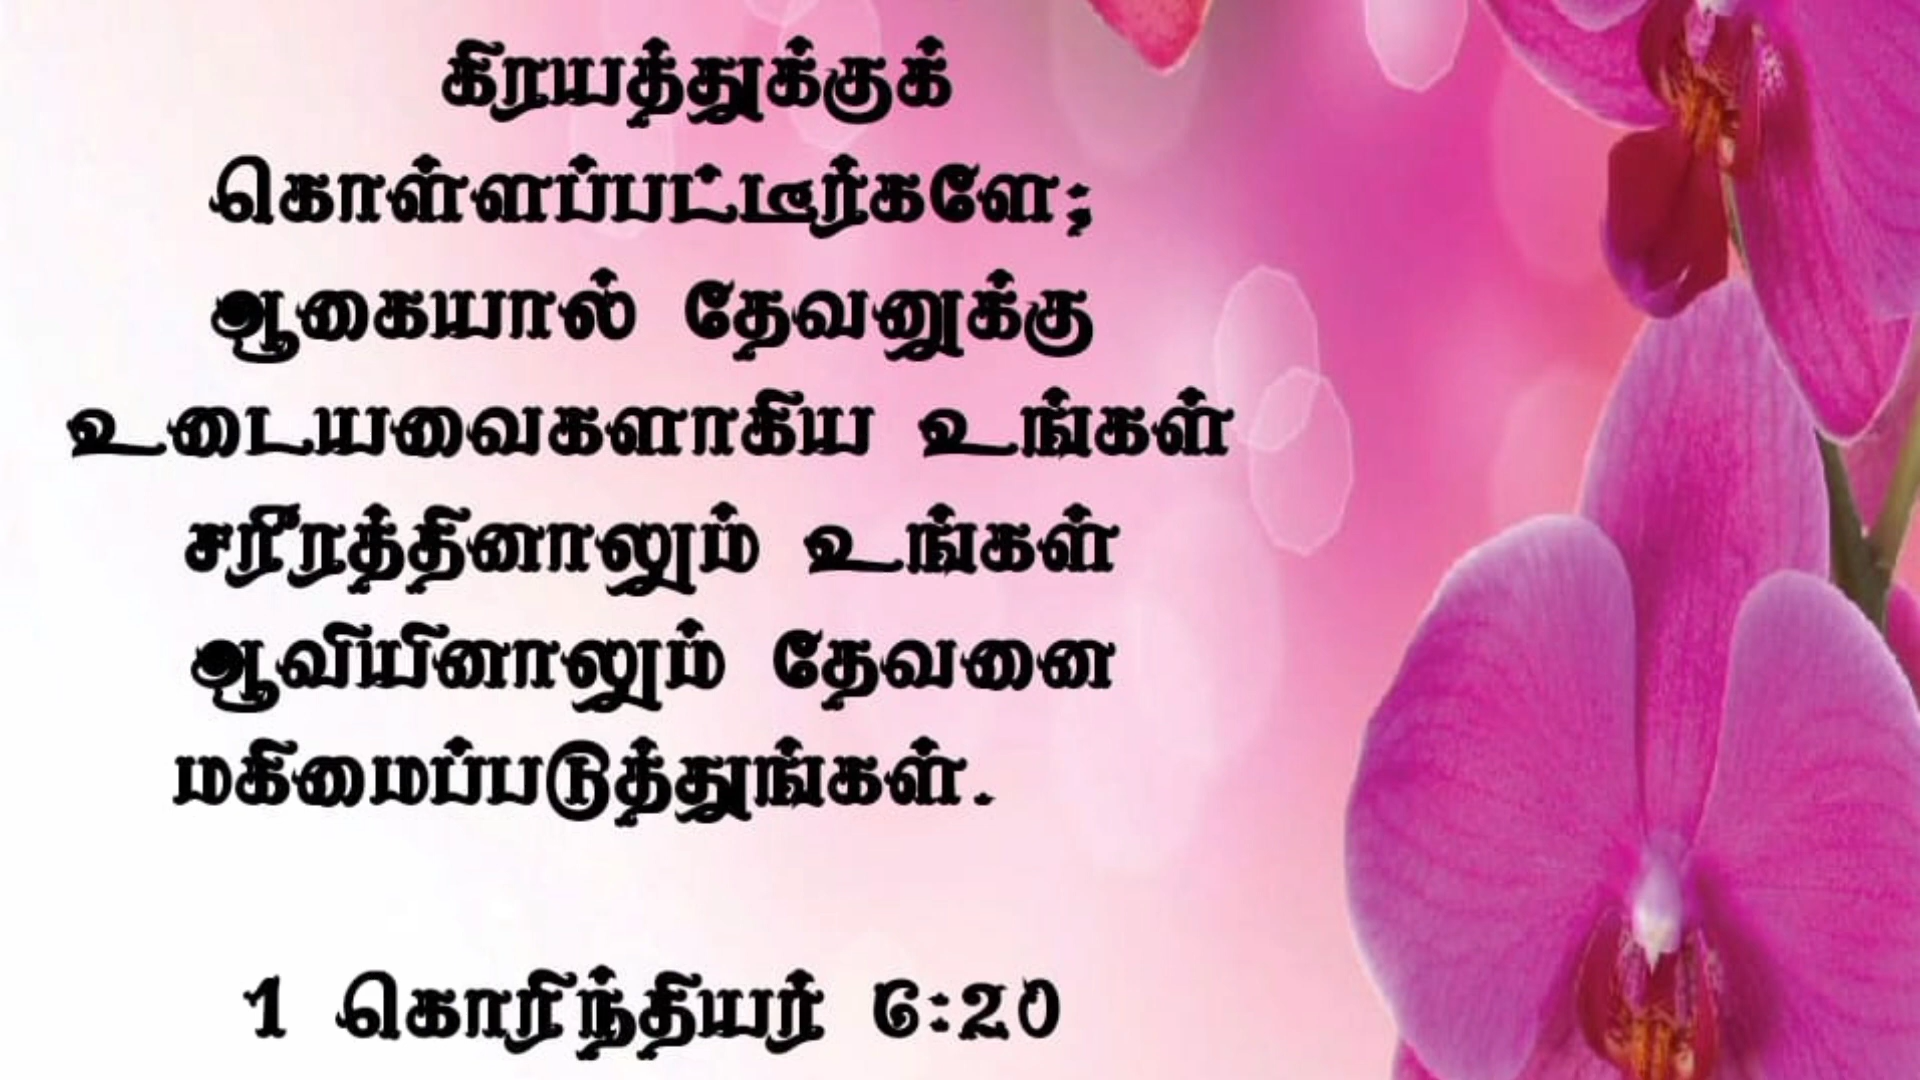 கிரயத்துக்குக்
கொள்ளப்பட்டீர்களே;
ஆகையால் தேவனுக்கு
உடையவைகளாகிய உங்கள்
சரீரத்தினாலும் உங்கள்
ஆவியினாலும் தேவனை
மகிமைப்படுத்துங்கள்.
1 கொரிந்தியர் 6:20